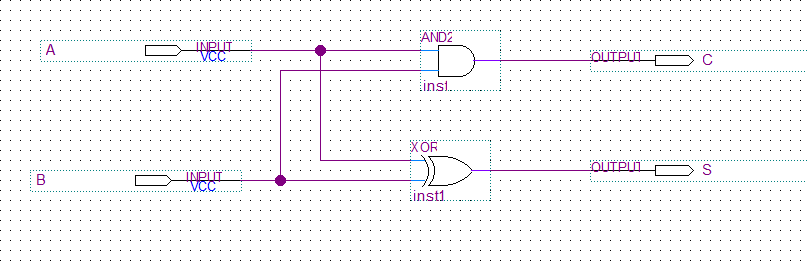 A INPUT
VCC
AND2
inst
OUTPUT C
B INPUT
VCC
XOR
inst1
OUTPUT S